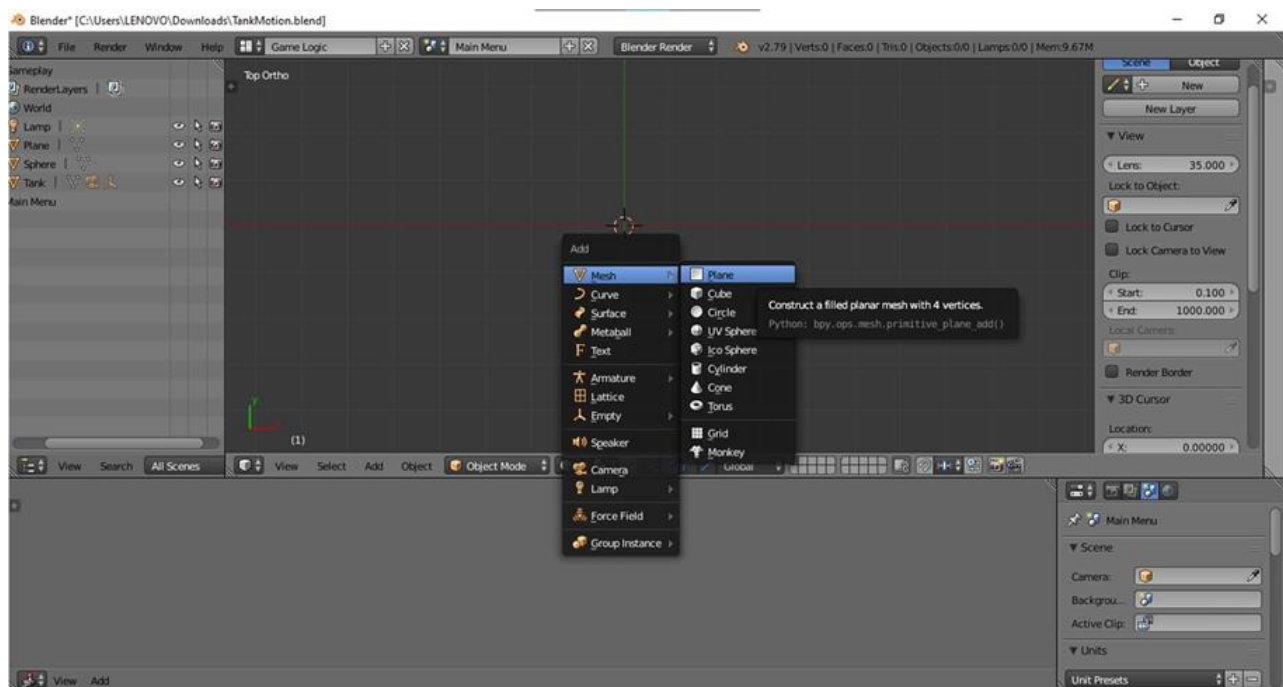 Blender* [C:\Users\LENOVO\Downloads\TankMotion.blend]
File Render Window Help Game Logic Main Menu Blender Render v2.79 | Verts:0 | Faces:0 | Tris:0 | Objects:0/0 | Lamps:0/0 | Mem:9.67M
Gameplay
RenderLayers |
World
Lamp |
Plane |
Sphere |
Tank |
Main Menu
View Search All Scenes
Top Ortho
y
(1)
View Select Add Object Object Mode Global
Add
Mesh
Curve
Surface
Metaball
Text
Armature
Lattice
Empty
Speaker
Camera
Lamp
Force Field
Group Instance
Plane
Cube
Circle
UV Sphere
Ico Sphere
Cylinder
Cone
Torus
Grid
Monkey
Construct a filled planar mesh with 4 vertices.
Python: bpy.ops.mesh.primitive_plane_add()
Scene Object
New
New Layer
View
Lens: 35.000
Lock to Object:
Lock to Cursor
Lock Camera to View
Clip:
Start: 0.100
End: 1000.000
Local Camera:
Render Border
3D Cursor
Location:
X: 0.00000
View Add
Main Menu
Scene
Camera:
Backgrou...
Active Clip:
Units
Unit Presets